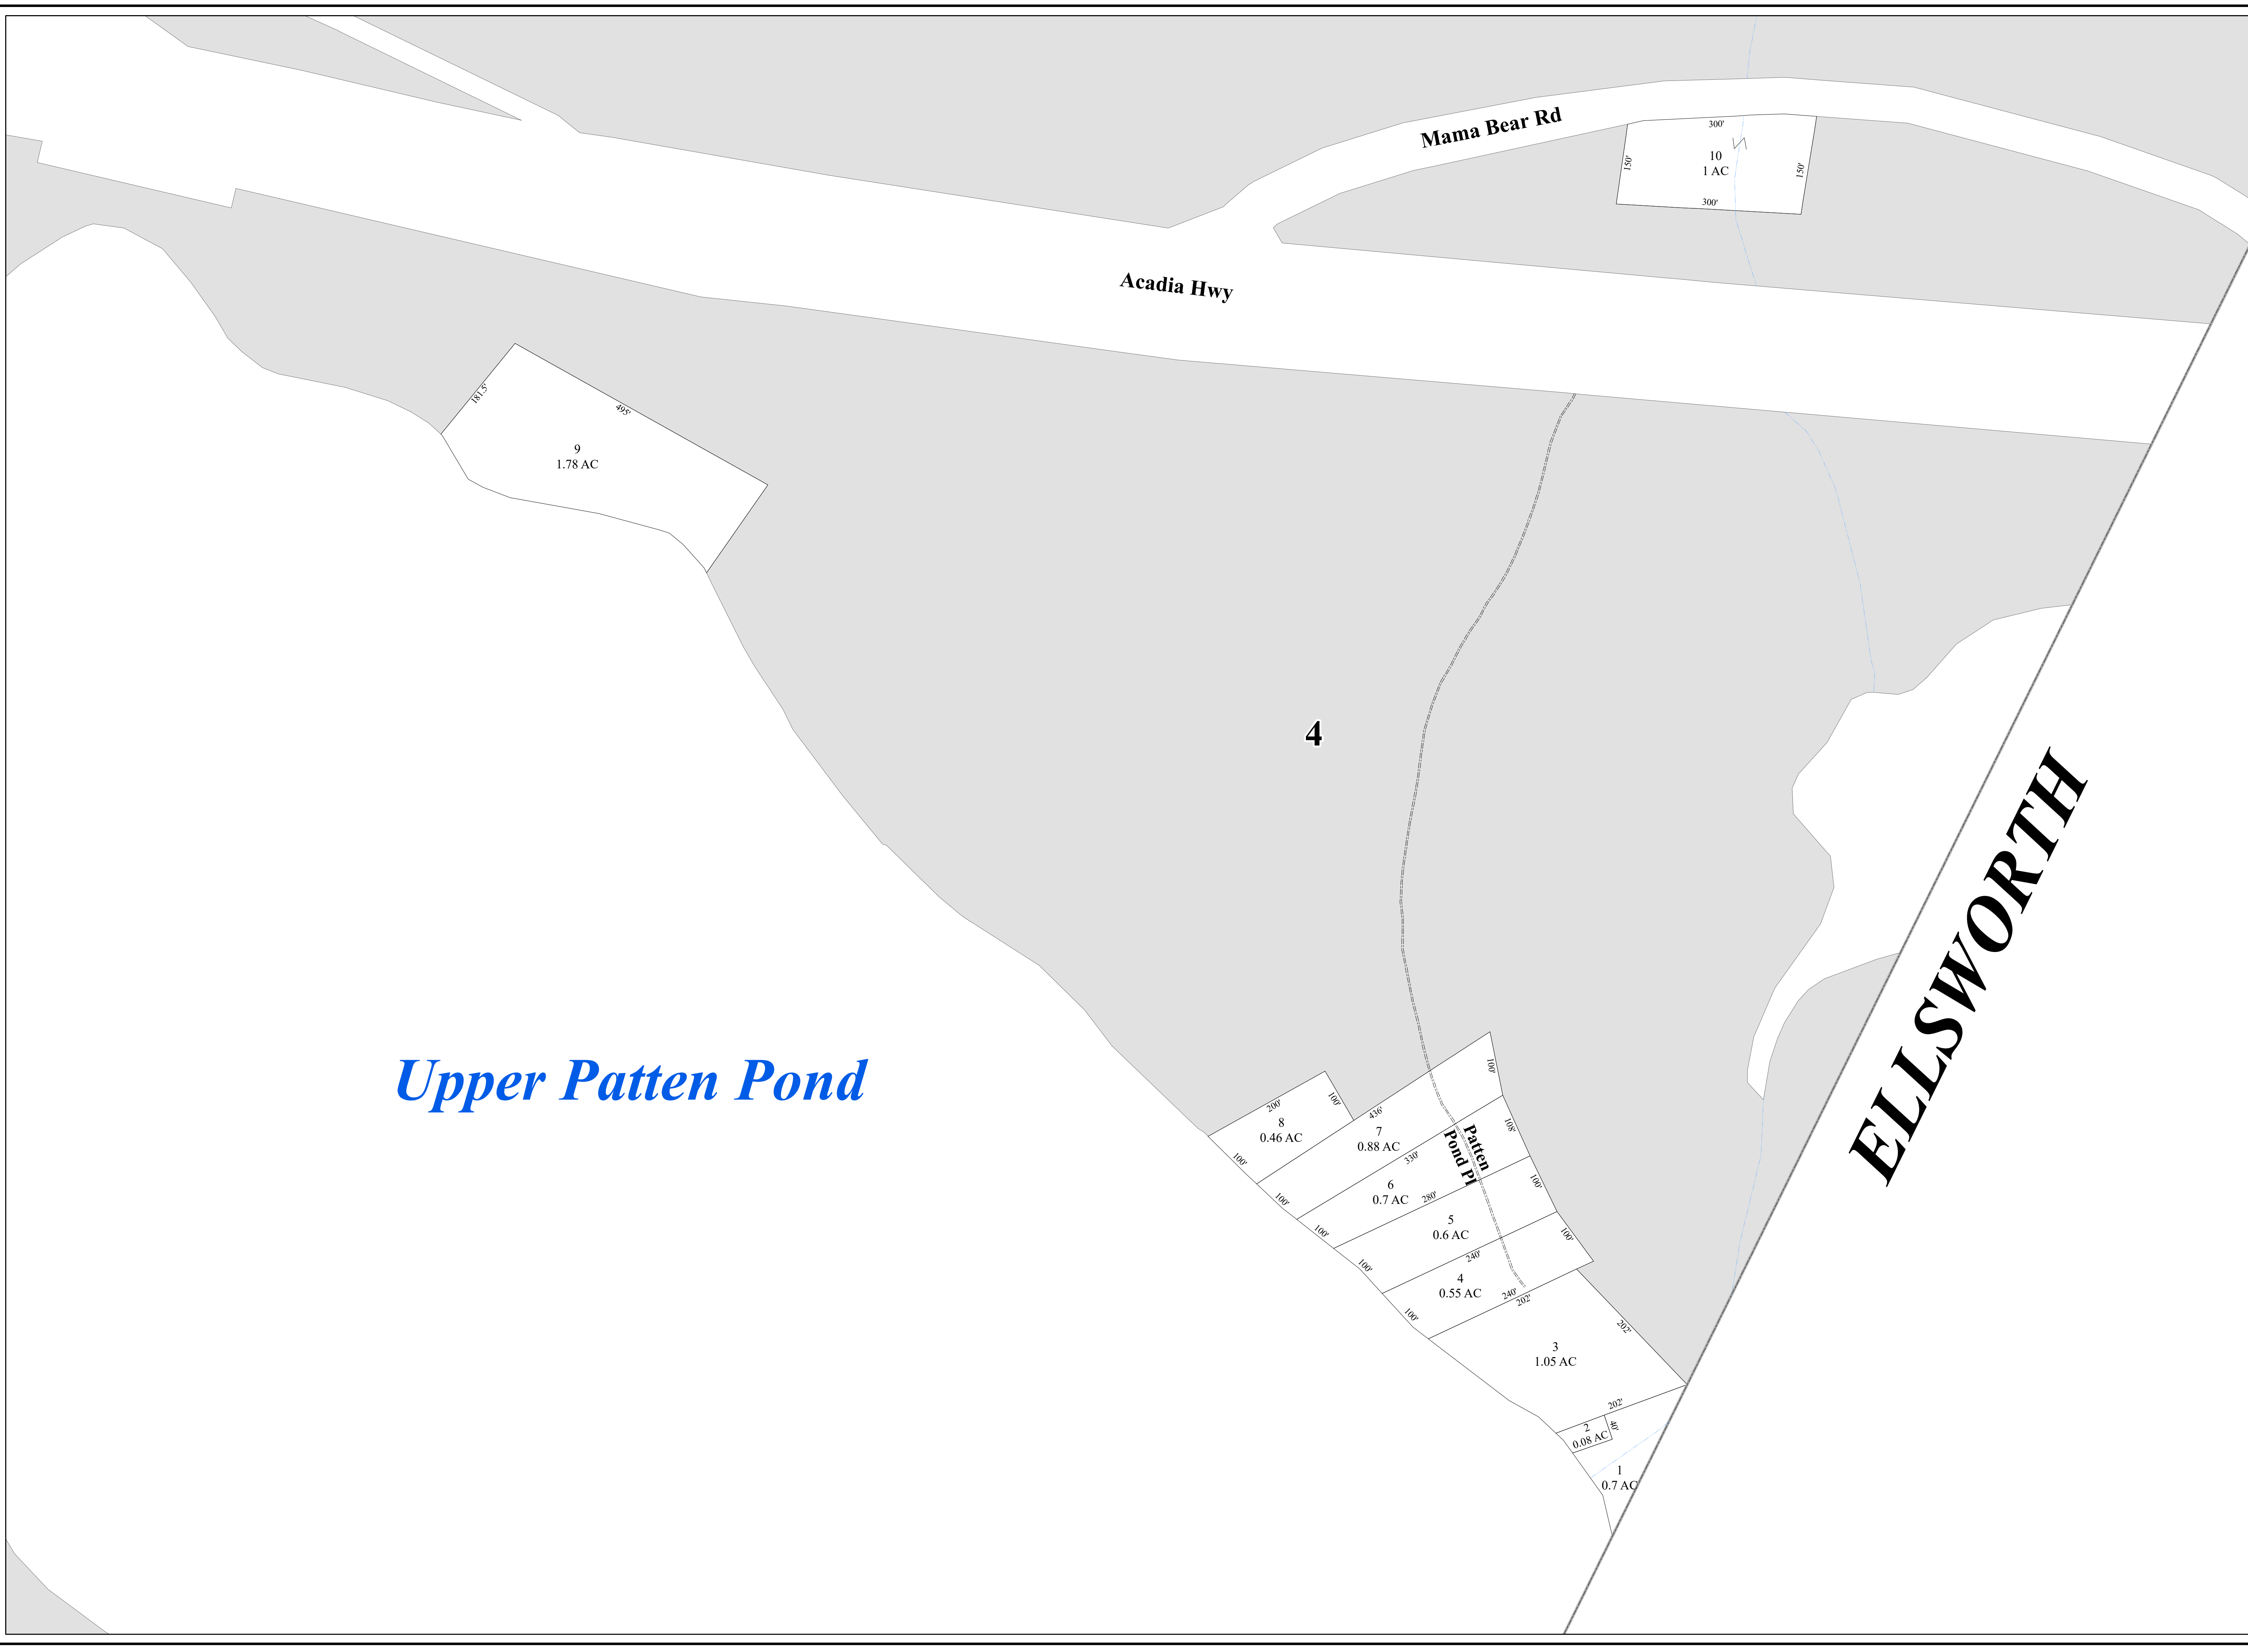 Mama Bear Rd
300'
150'
10
1 AC
150'
300'
Acadia Hwy
181.5'
495'
9
1.78 AC
4
ELLSWORTH
Upper Patten Pond
200'
100'
8
0.46 AC
100'
436'
100'
7
0.88 AC
100'
330'
108'
Patten
Pond Pl
6
0.7 AC
100'
280'
100'
5
0.6 AC
100'
240'
100'
4
0.55 AC
100'
240'
202'
202'
3
1.05 AC
202'
2
0.08 AC
40'
1
0.7 AC